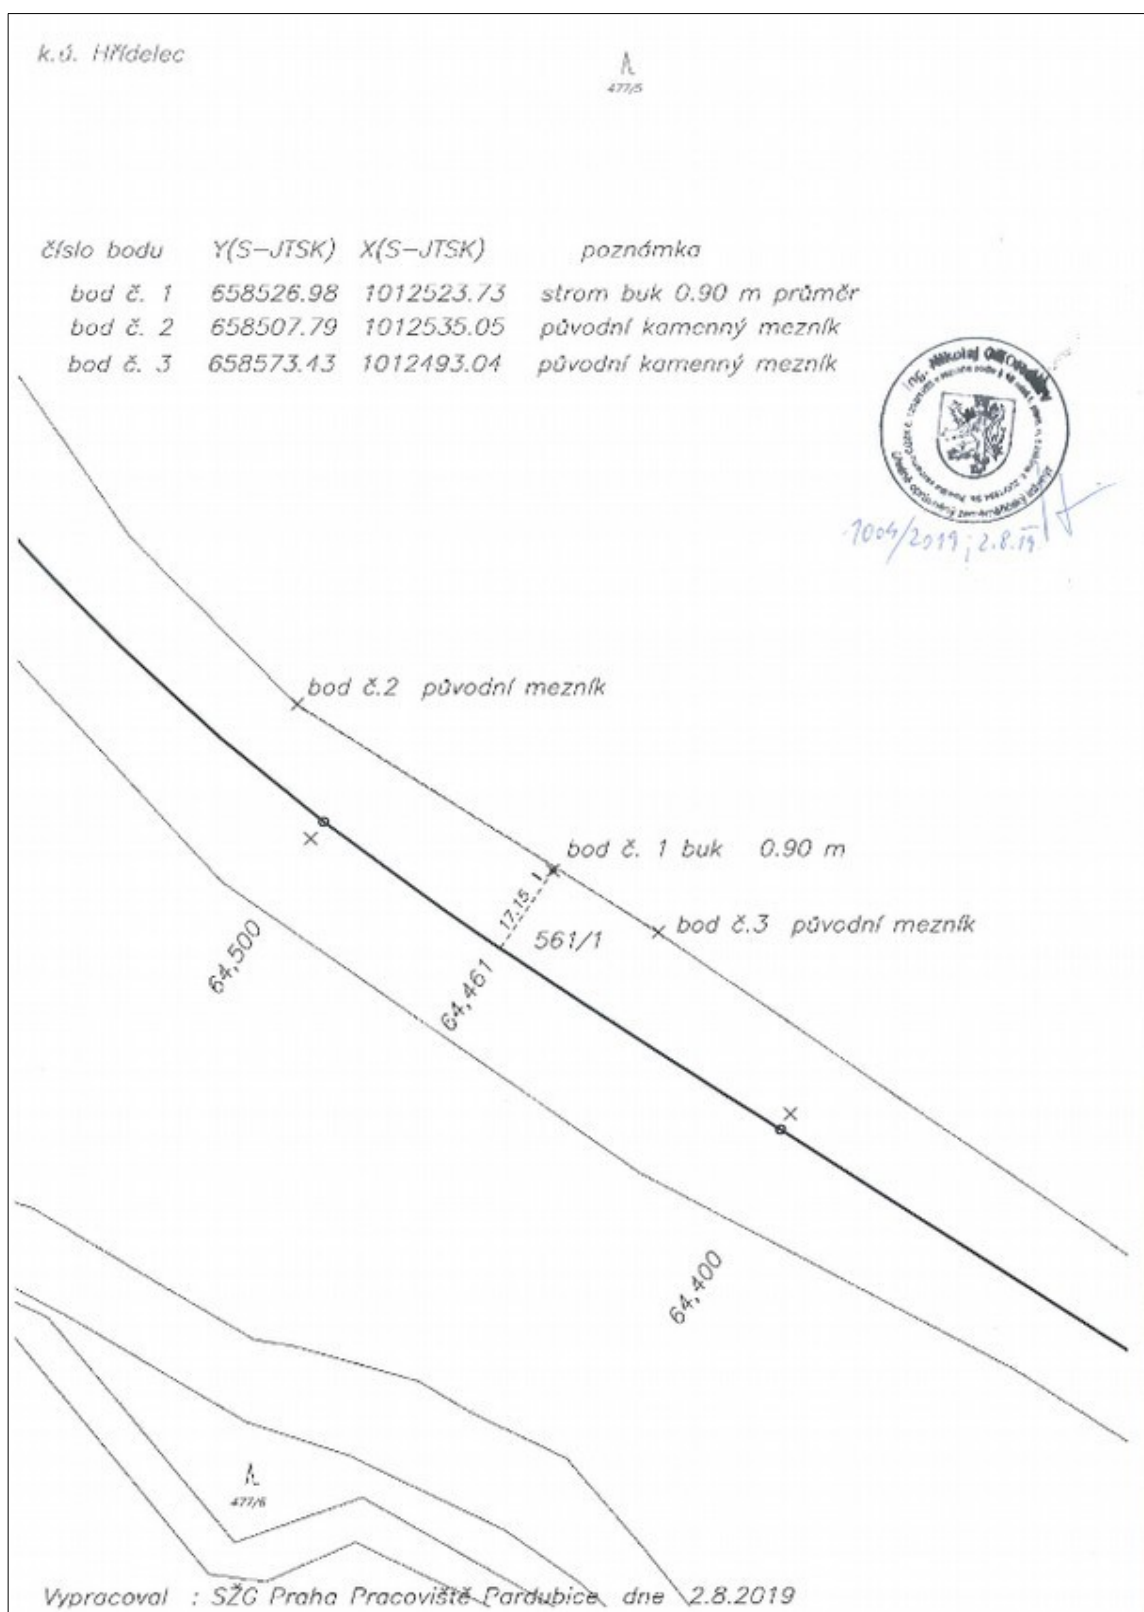 k.ú. Hřídelec
477/5
číslo bodu Y(S-JTSK) X(S-JTSK) poznámka
bod č. 1 658526.98 1012523.73 strom buk 0.90 m průměr
bod č. 2 658507.79 1012535.05 původní kamenný mezník
bod č. 3 658573.43 1012493.04 původní kamenný mezník
Ing. Mikolaj
1004/2019; 2.8.19
bod č.2 původní mezník
bod č. 1 buk 0.90 m
17.15
bod č.3 původní mezník
561/1
64,500
64,461
64,400
477/6
Vypracoval : SŽG Praha Pracoviště Pardubice dne 2.8.2019